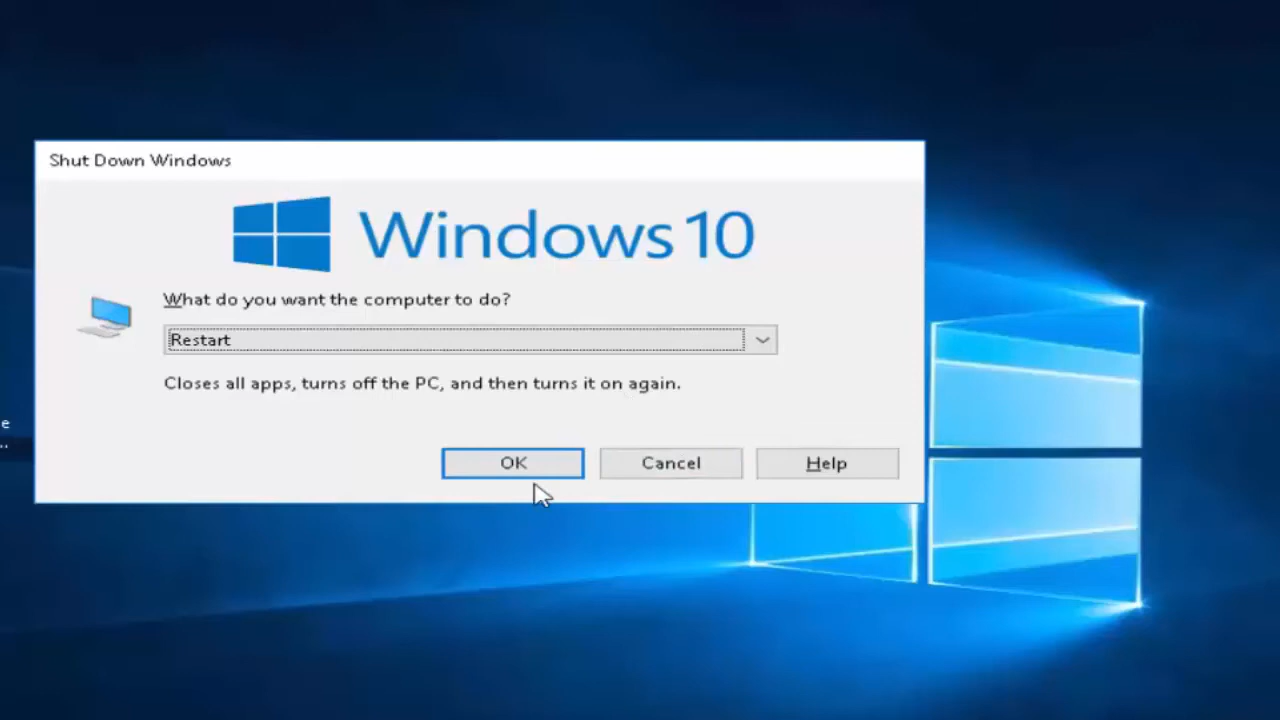 Shut Down Windows
Windows 10
What do you want the computer to do?
Restart
Closes all apps, turns off the PC, and then turns it on again.
e
..
OK Cancel Help